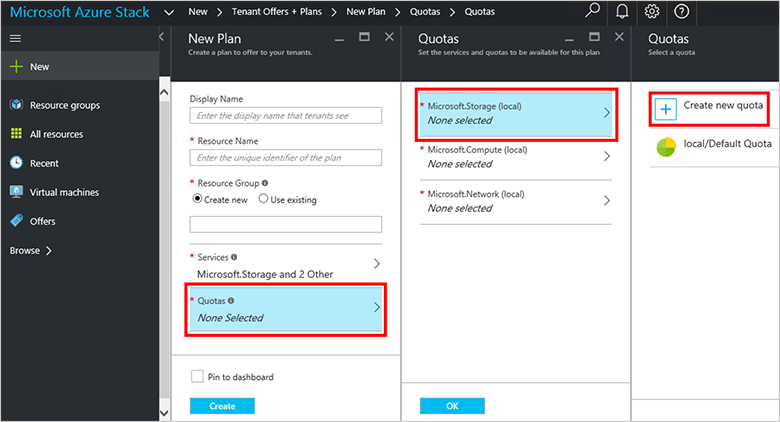 Microsoft Azure Stack
New > Tenant Offers + Plans > New Plan > Quotas > Quotas
New
Resource groups
All resources
Recent
Virtual machines
Offers
Browse >
New Plan
Create a plan to offer to your tenants.
Display Name
Enter the display name that tenants see
* Resource Name
Enter the unique identifier of the plan
* Resource Group
Create new
Use existing
* Services
Microsoft.Storage and 2 Other
* Quotas
None Selected
Pin to dashboard
Create
Quotas
Set the services and quotas to be available for this plan
* Microsoft.Storage (local)
None selected
* Microsoft.Compute (local)
None selected
* Microsoft.Network (local)
None selected
OK
Quotas
Select a quota
Create new quota
local/Default Quota